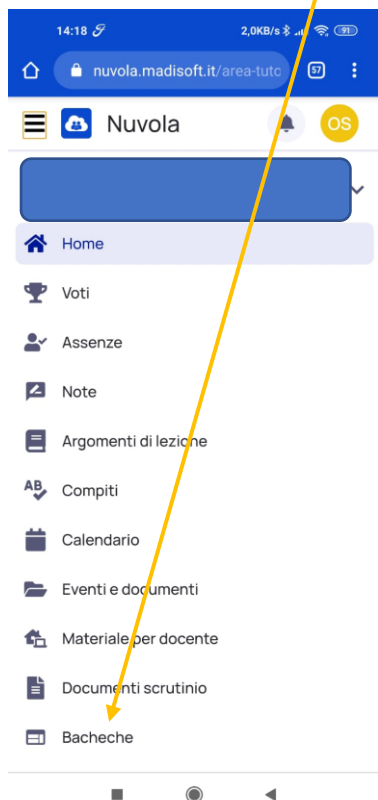 14:18 2,0KB/s 91
nuvola.madisoft.it/area-tuto 57
Nuvola OS
Home
Voti
Assenze
Note
Argomenti di lezione
AB Compiti
Calendario
Eventi e documenti
Materiale per docente
Documenti scrutinio
Bacheche